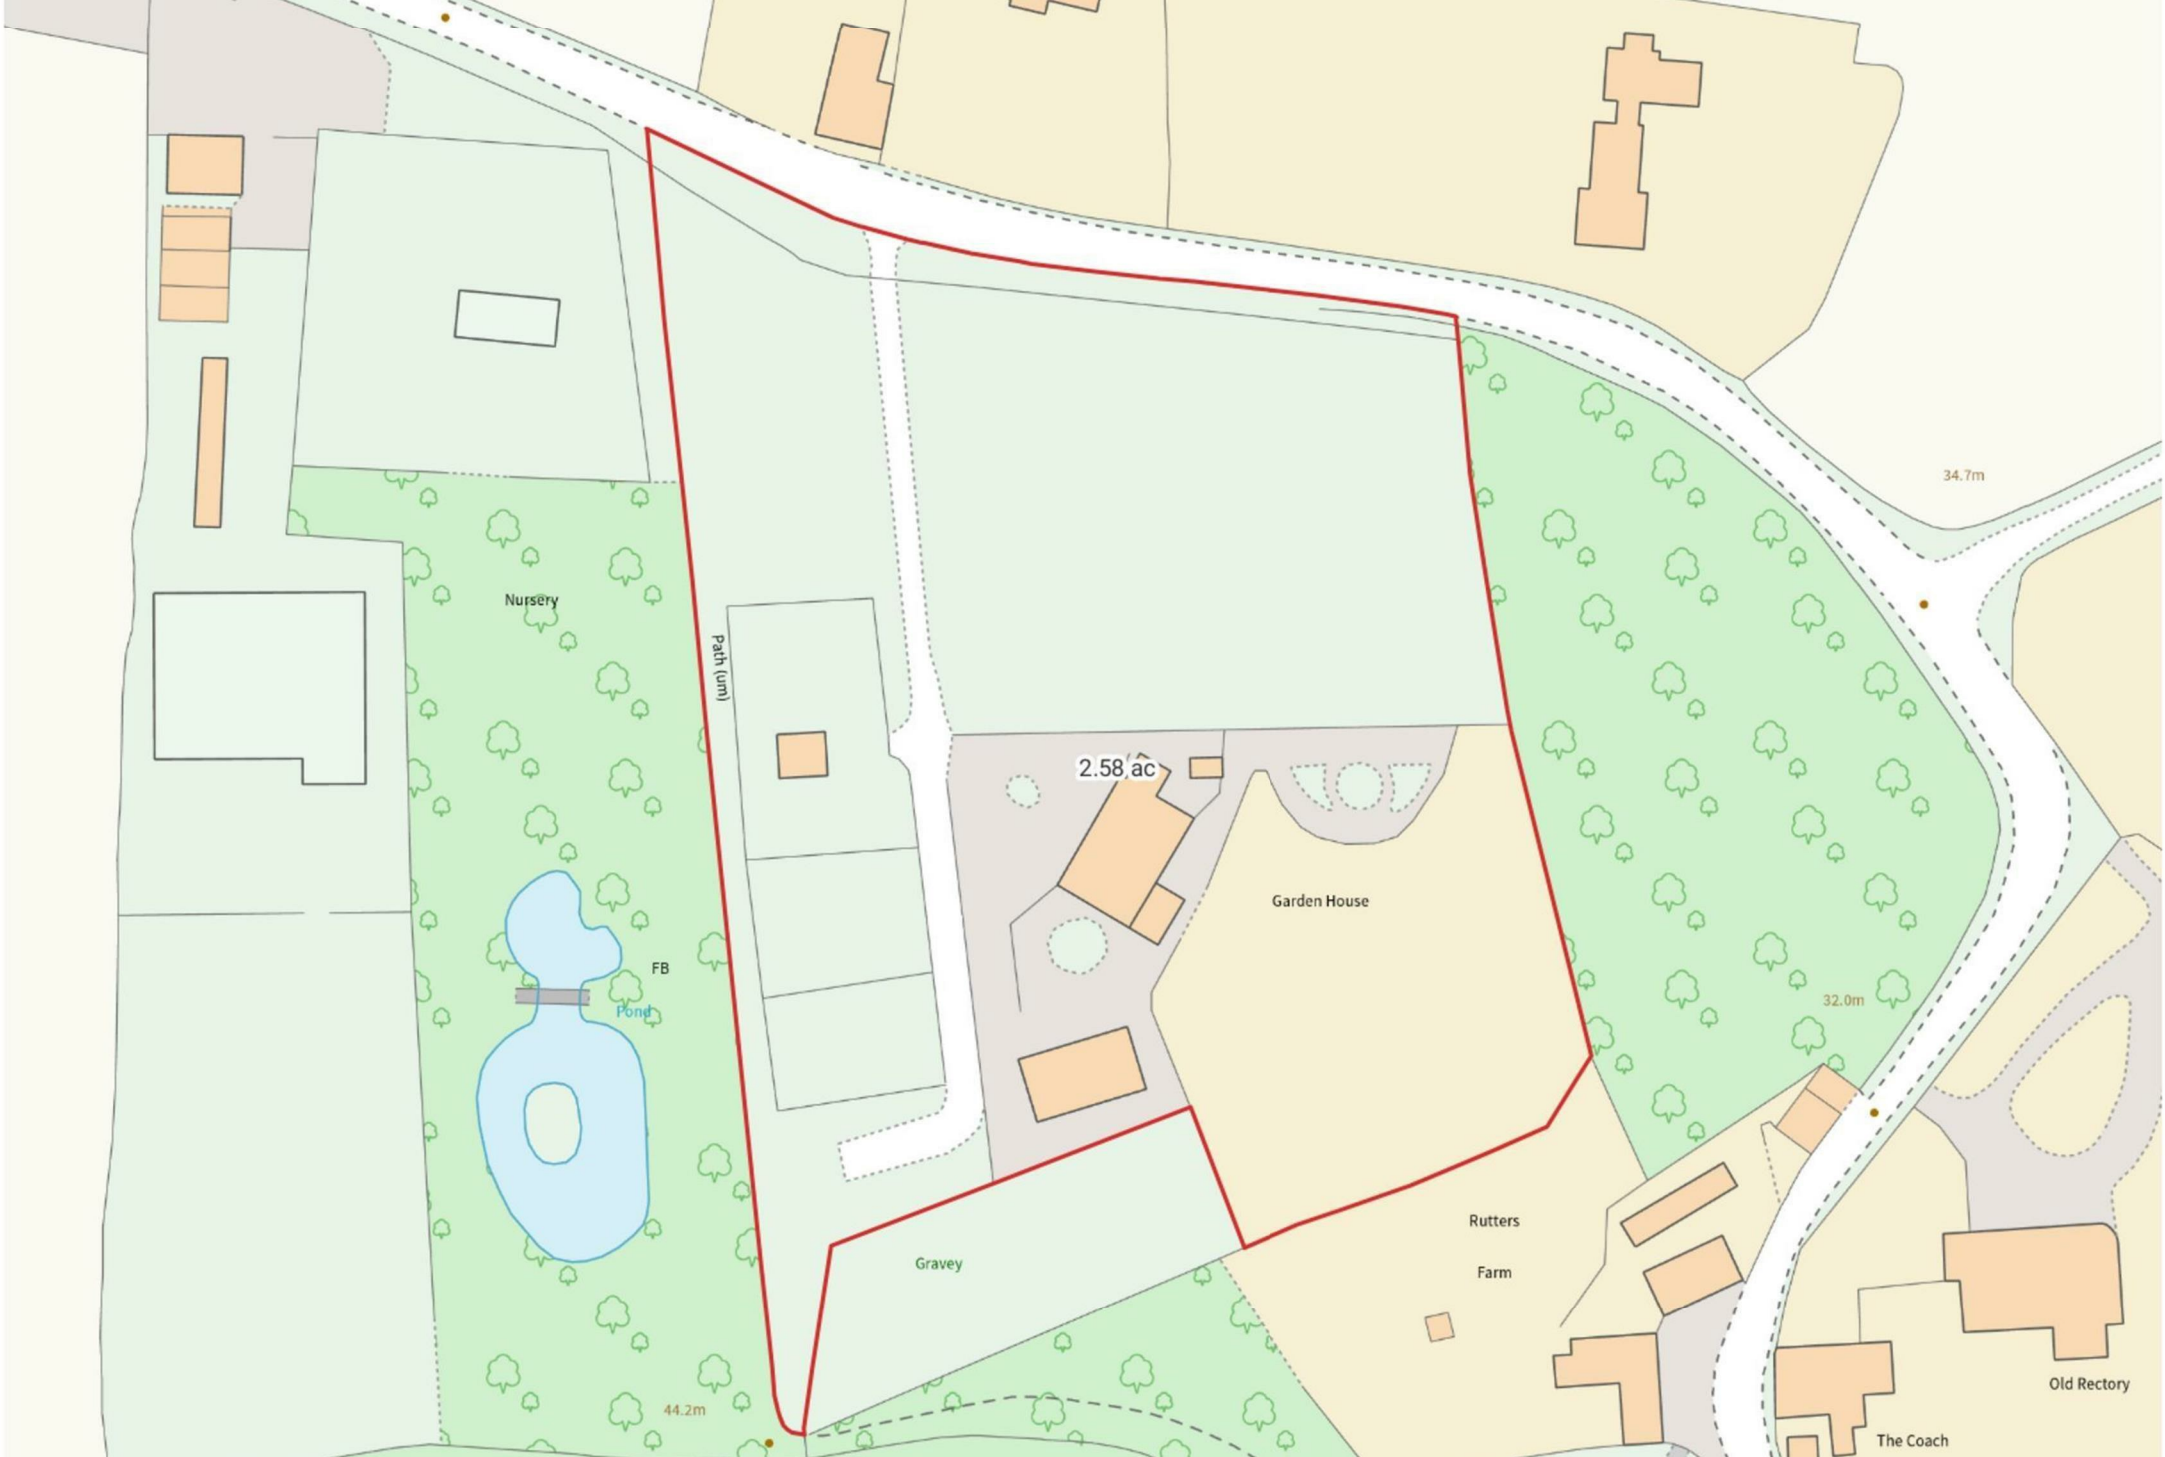 34.7m
Nursery
Path (um)
2.58 ac
Garden House
FB
Pond
32.0m
Rutters
Farm
Gravey
44.2m
Old Rectory
The Coach